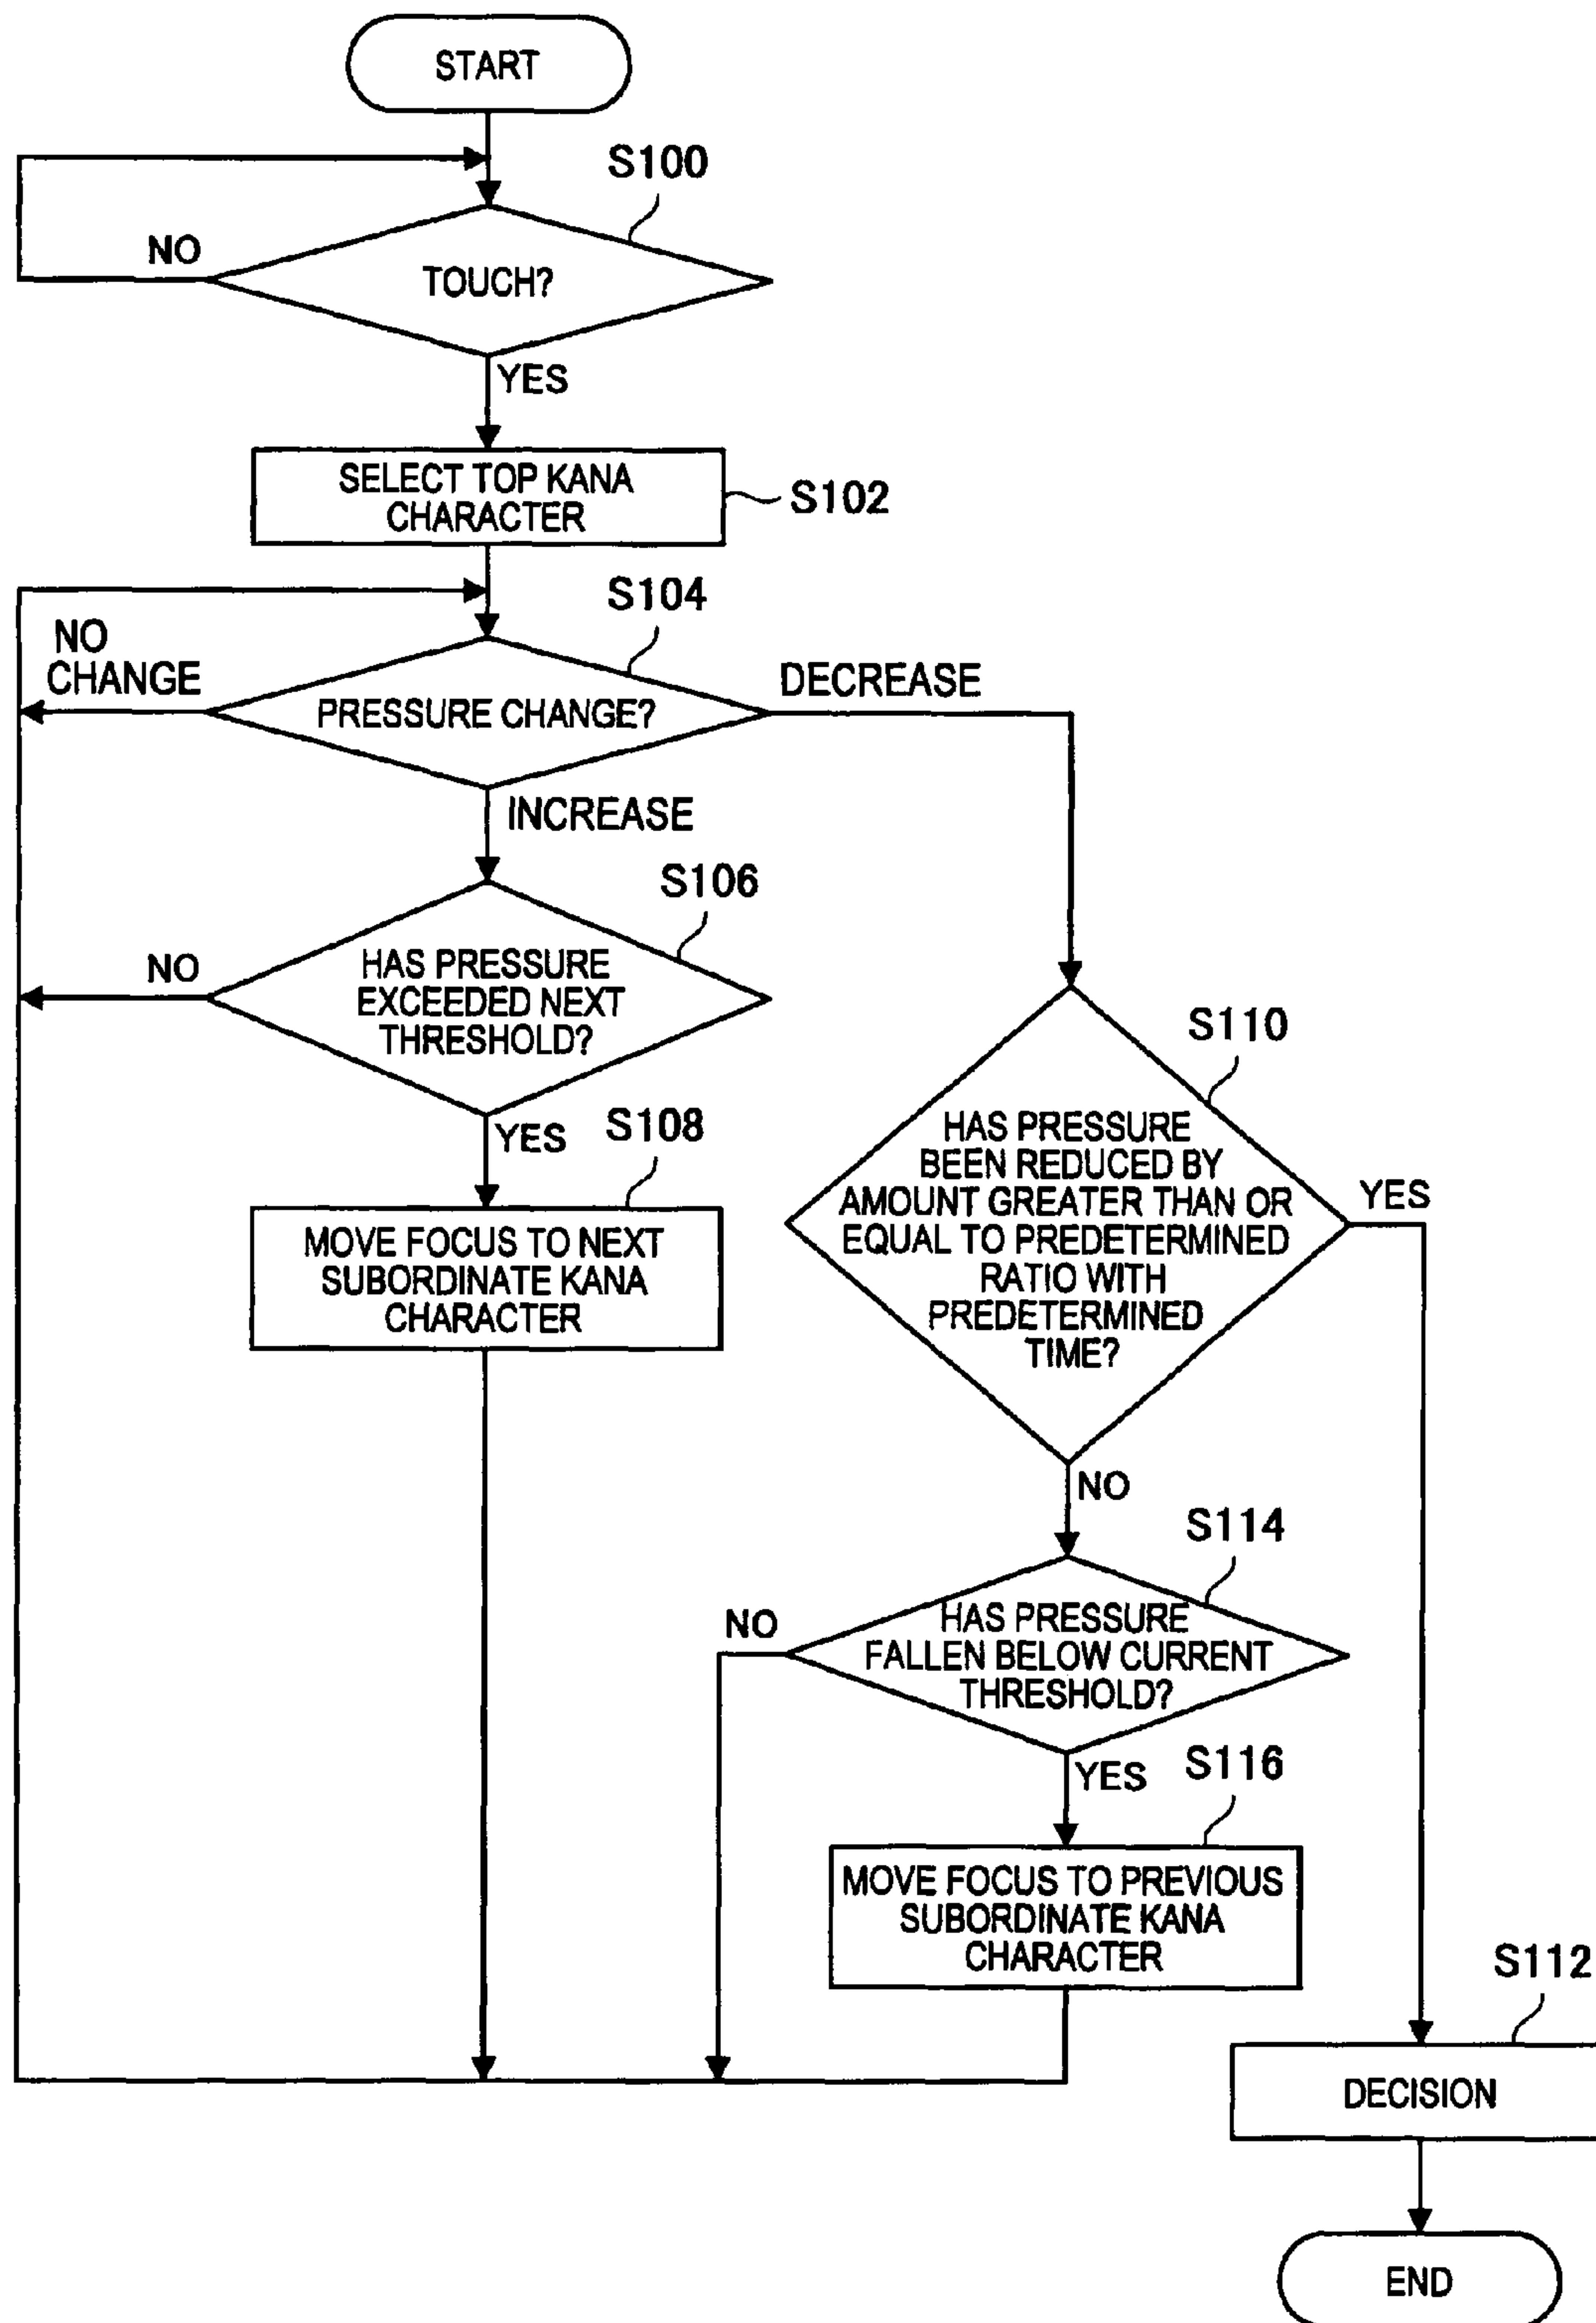 START
S100
NO
TOUCH?
YES
SELECT TOP KANA
CHARACTER
S102
S104
NO
CHANGE
DECREASE
PRESSURE CHANGE?
INCREASE
S106
NO
HAS PRESSURE
EXCEEDED NEXT
THRESHOLD?
YES
S108
MOVE FOCUS TO NEXT
SUBORDINATE KANA
CHARACTER
S110
HAS PRESSURE
BEEN REDUCED BY
AMOUNT GREATER THAN OR
EQUAL TO PREDETERMINED
RATIO WITH
PREDETERMINED
TIME?
YES
NO
S114
NO
HAS PRESSURE
FALLEN BELOW CURRENT
THRESHOLD?
YES
S116
MOVE FOCUS TO PREVIOUS
SUBORDINATE KANA
CHARACTER
S112
DECISION
END